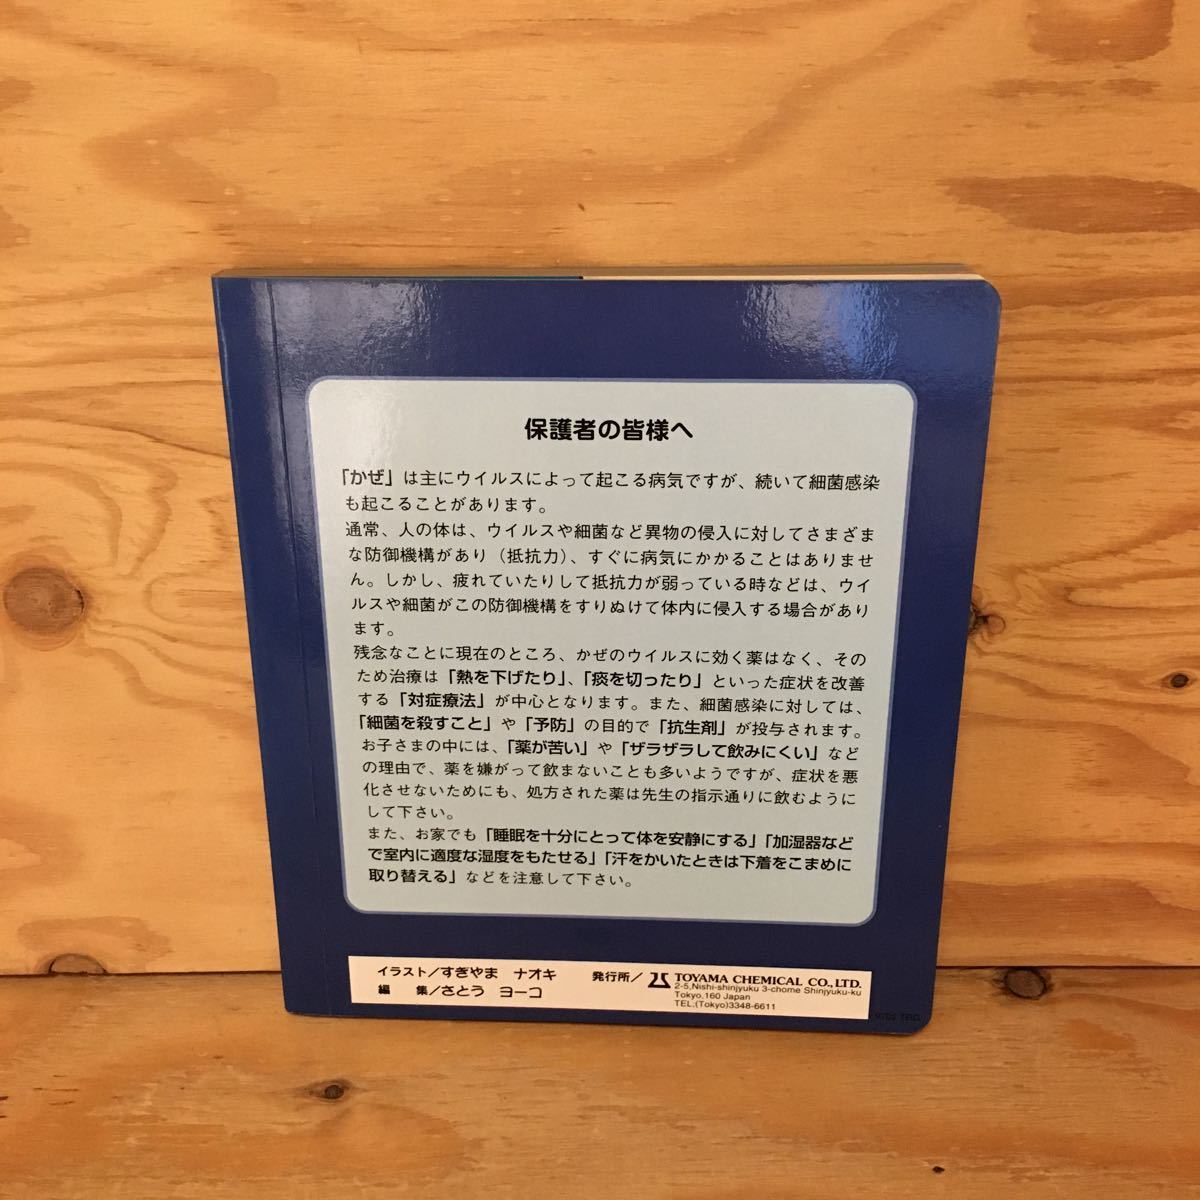 保護者の皆様へ
「かぜ」は主にウイルスによって起こる病気ですが、続いて細菌感染
も起こることがあります。
通常、人の体は、ウイルスや細菌など異物の侵入に対してさまざま
な防御機構があり（抵抗力）、すぐに病気にかかることはありませ
ん。しかし、疲れていたりして抵抗力が弱っている時などは、ウイ
ルスや細菌がこの防御機構をすりぬけて体内に侵入する場合があり
ます。
残念なことに現在のところ、かぜのウイルスに効く薬はなく、その
ため治療は「熱を下げたり」、「痰を切ったり」といった症状を改善
する「対症療法」が中心となります。また、細菌感染に対しては、
「細菌を殺すこと」や「予防」の目的で「抗生剤」が投与されます。
お子さまの中には、「薬が苦い」や「ザラザラして飲みにくい」など
の理由で、薬を嫌がって飲まないことも多いようですが、症状を悪
化させないためにも、処方された薬は先生の指示通りに飲むように
して下さい。
また、お家でも「睡眠を十分にとって体を安静にする」「加湿器など
で室内に適度な湿度をもたせる」「汗をかいたときは下着をこまめに
取り替える」などを注意して下さい。
イラスト/すぎやま ナオキ
編 集/さとう ヨーコ
発行所/ TOYAMA CHEMICAL CO.,LTD.
2-5,Nishi-shinjyuku 3-chome Shinjyuku-ku
Tokyo,160 Japan
TEL:(Tokyo)3348-6611